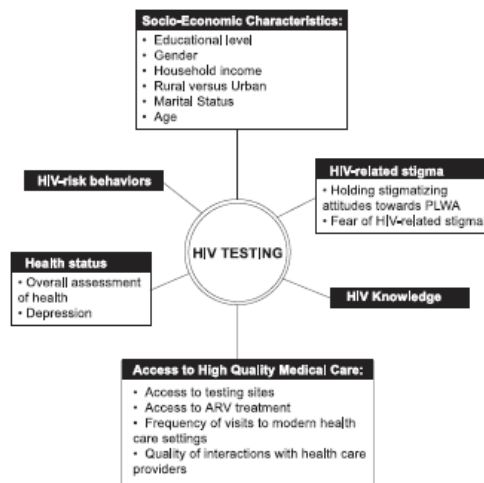 Socio-Economic Characteristics:
• Educational level
• Gender
• Household income
• Rural versus Urban
• Marital Status
• Age
HIV-risk behaviors
HIV-related stigma
• Holding stigmatizing
attitudes towards PLWA
• Fear of HIV-related stigma
HIV TESTING
Health status
• Overall assessment
of health
• Depression
HIV Knowledge
Access to High Quality Medical Care:
• Access to testing sites
• Access to ARV treatment
• Frequency of visits to modern health
care settings
• Quality of interactions with health care
providers